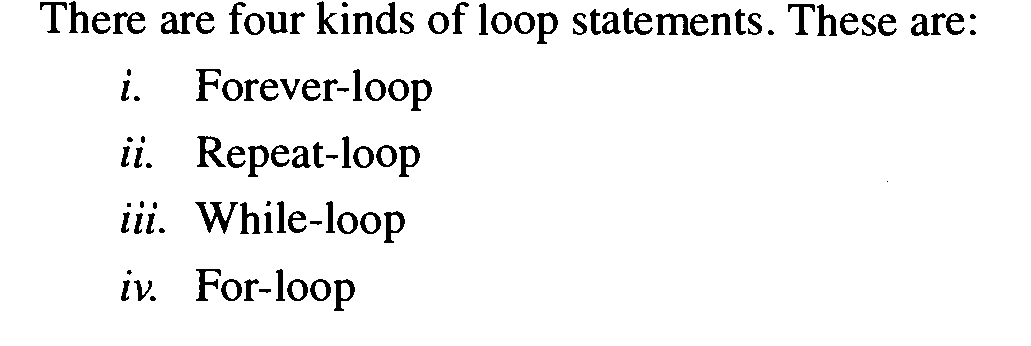 There are four kinds of loop statements. These are:
i. Forever-loop
ii. Repeat-loop
iii. While-loop
iv. For-loop